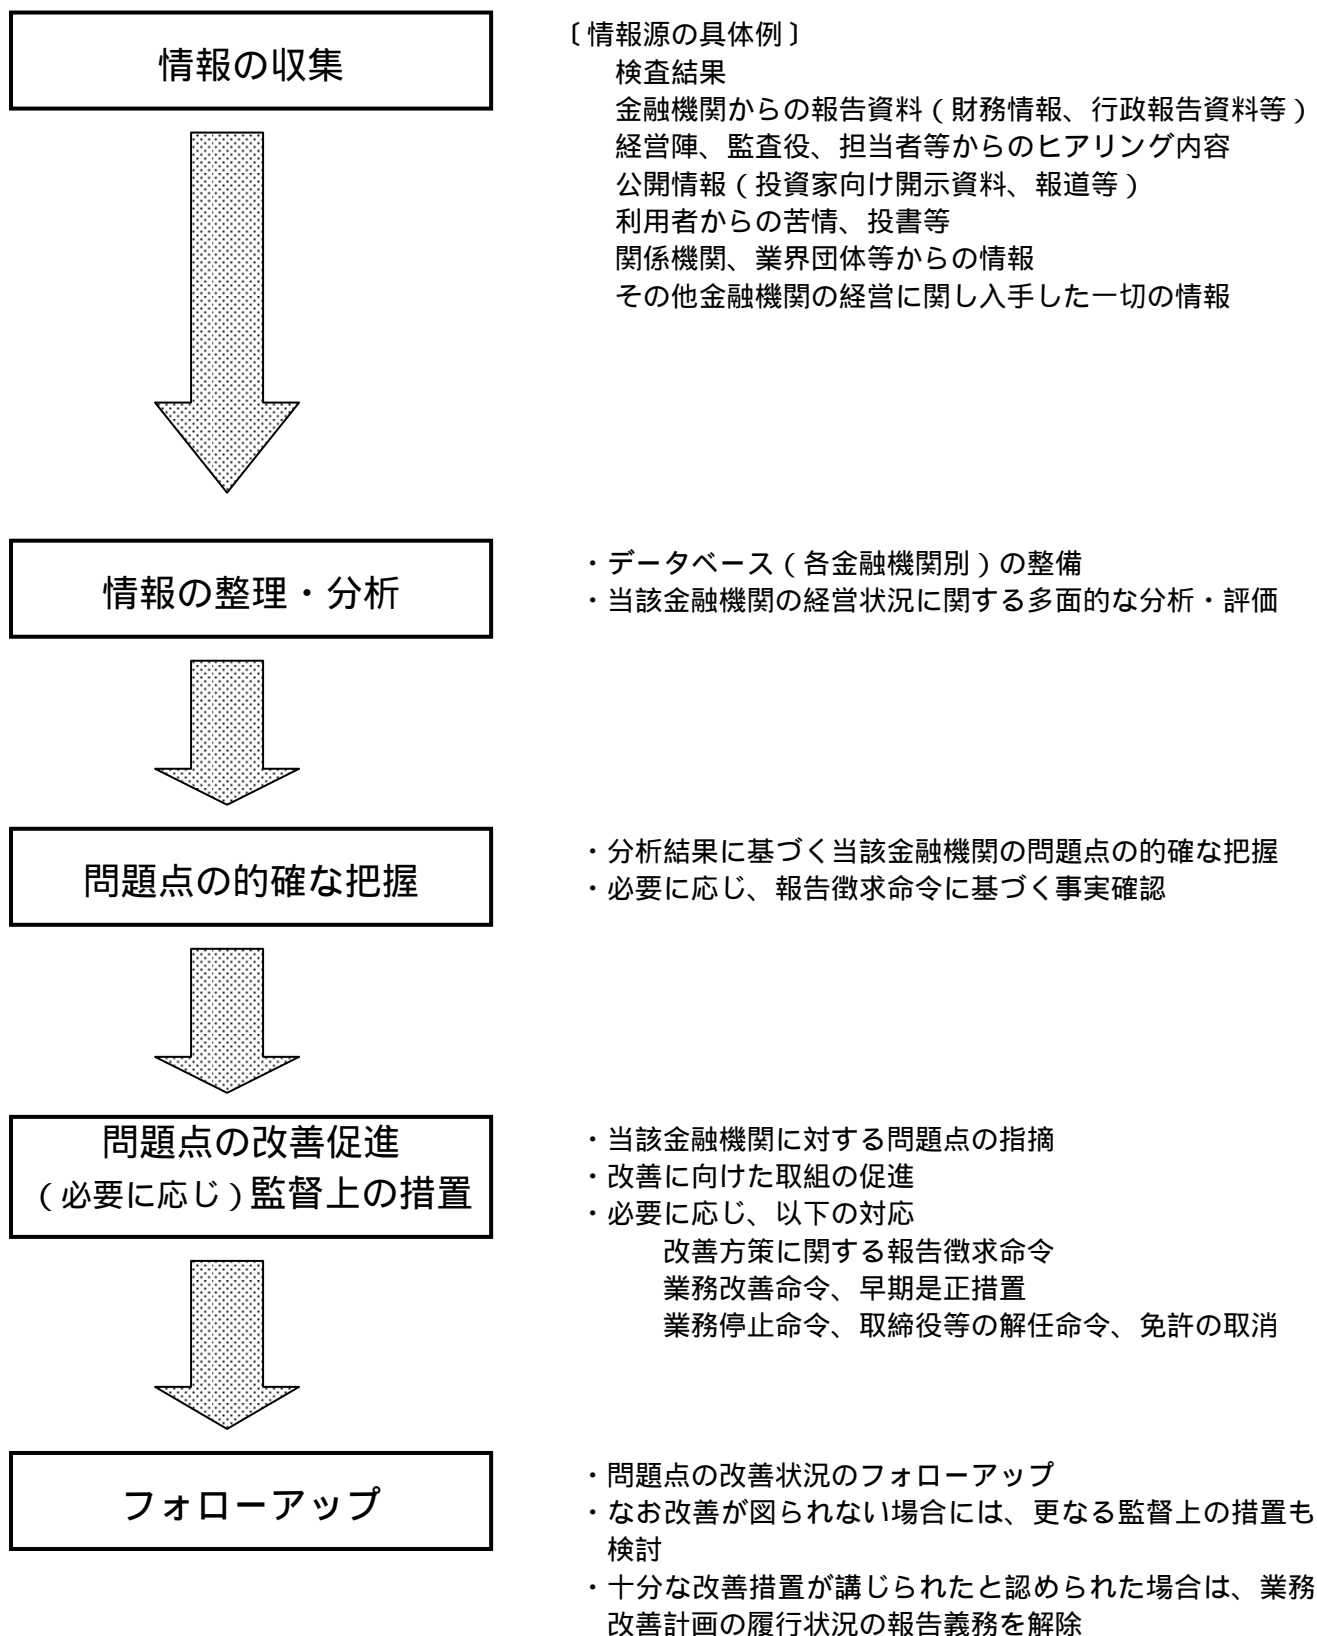 情報の収集
〔情報源の具体例〕
検査結果
金融機関からの報告資料(財務情報、行政報告資料等)
経営陣、監査役、担当者等からのヒアリング内容
公開情報(投資家向け開示資料、報道等)
利用者からの苦情、投書等
関係機関、業界団体等からの情報
その他金融機関の経営に関し入手した一切の情報
情報の整理・分析
・データベース(各金融機関別)の整備
・当該金融機関の経営状況に関する多面的な分析・評価
問題点の的確な把握
・分析結果に基づく当該金融機関の問題点の的確な把握
・必要に応じ、報告徴求命令に基づく事実確認
問題点の改善促進
(必要に応じ)監督上の措置
・当該金融機関に対する問題点の指摘
・改善に向けた取組の促進
・必要に応じ、以下の対応
改善方策に関する報告徴求命令
業務改善命令、早期是正措置
業務停止命令、取締役等の解任命令、免許の取消
フォローアップ
・問題点の改善状況のフォローアップ
・なお改善が図られない場合には、更なる監督上の措置も
検討
・十分な改善措置が講じられたと認められた場合は、業務
改善計画の履行状況の報告義務を解除